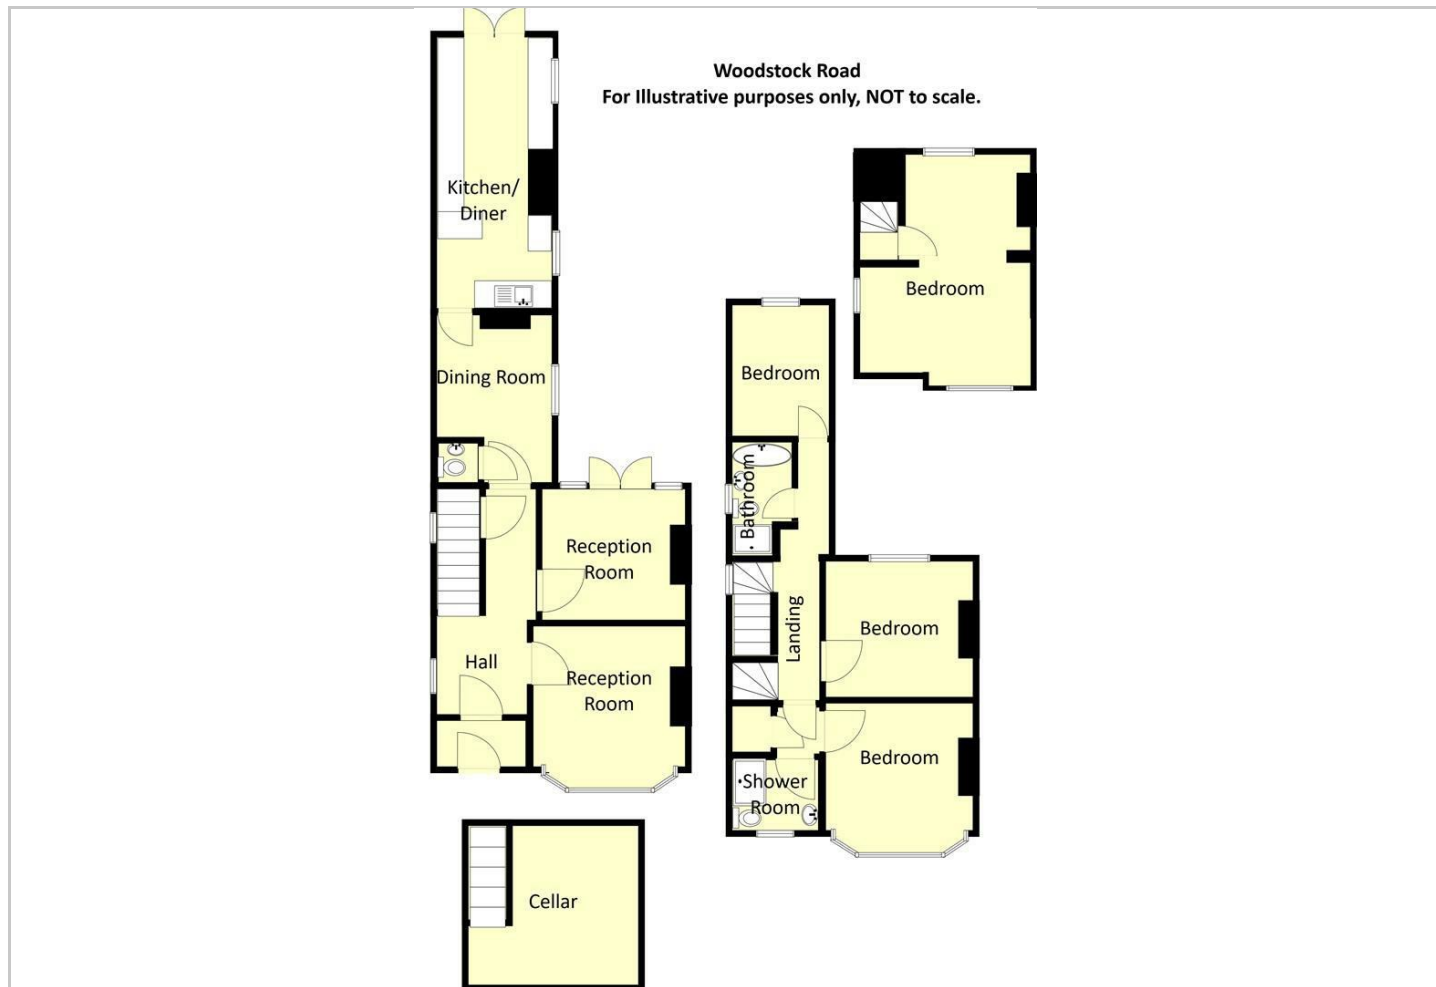 Woodstock Road
For Illustrative purposes only, NOT to scale.
Kitchen/
Diner
Dining Room
Reception
Room
Hall
Reception
Room
Cellar
Bedroom
Bathroom
Landing
Bedroom
Bedroom
Shower
Room
Bedroom